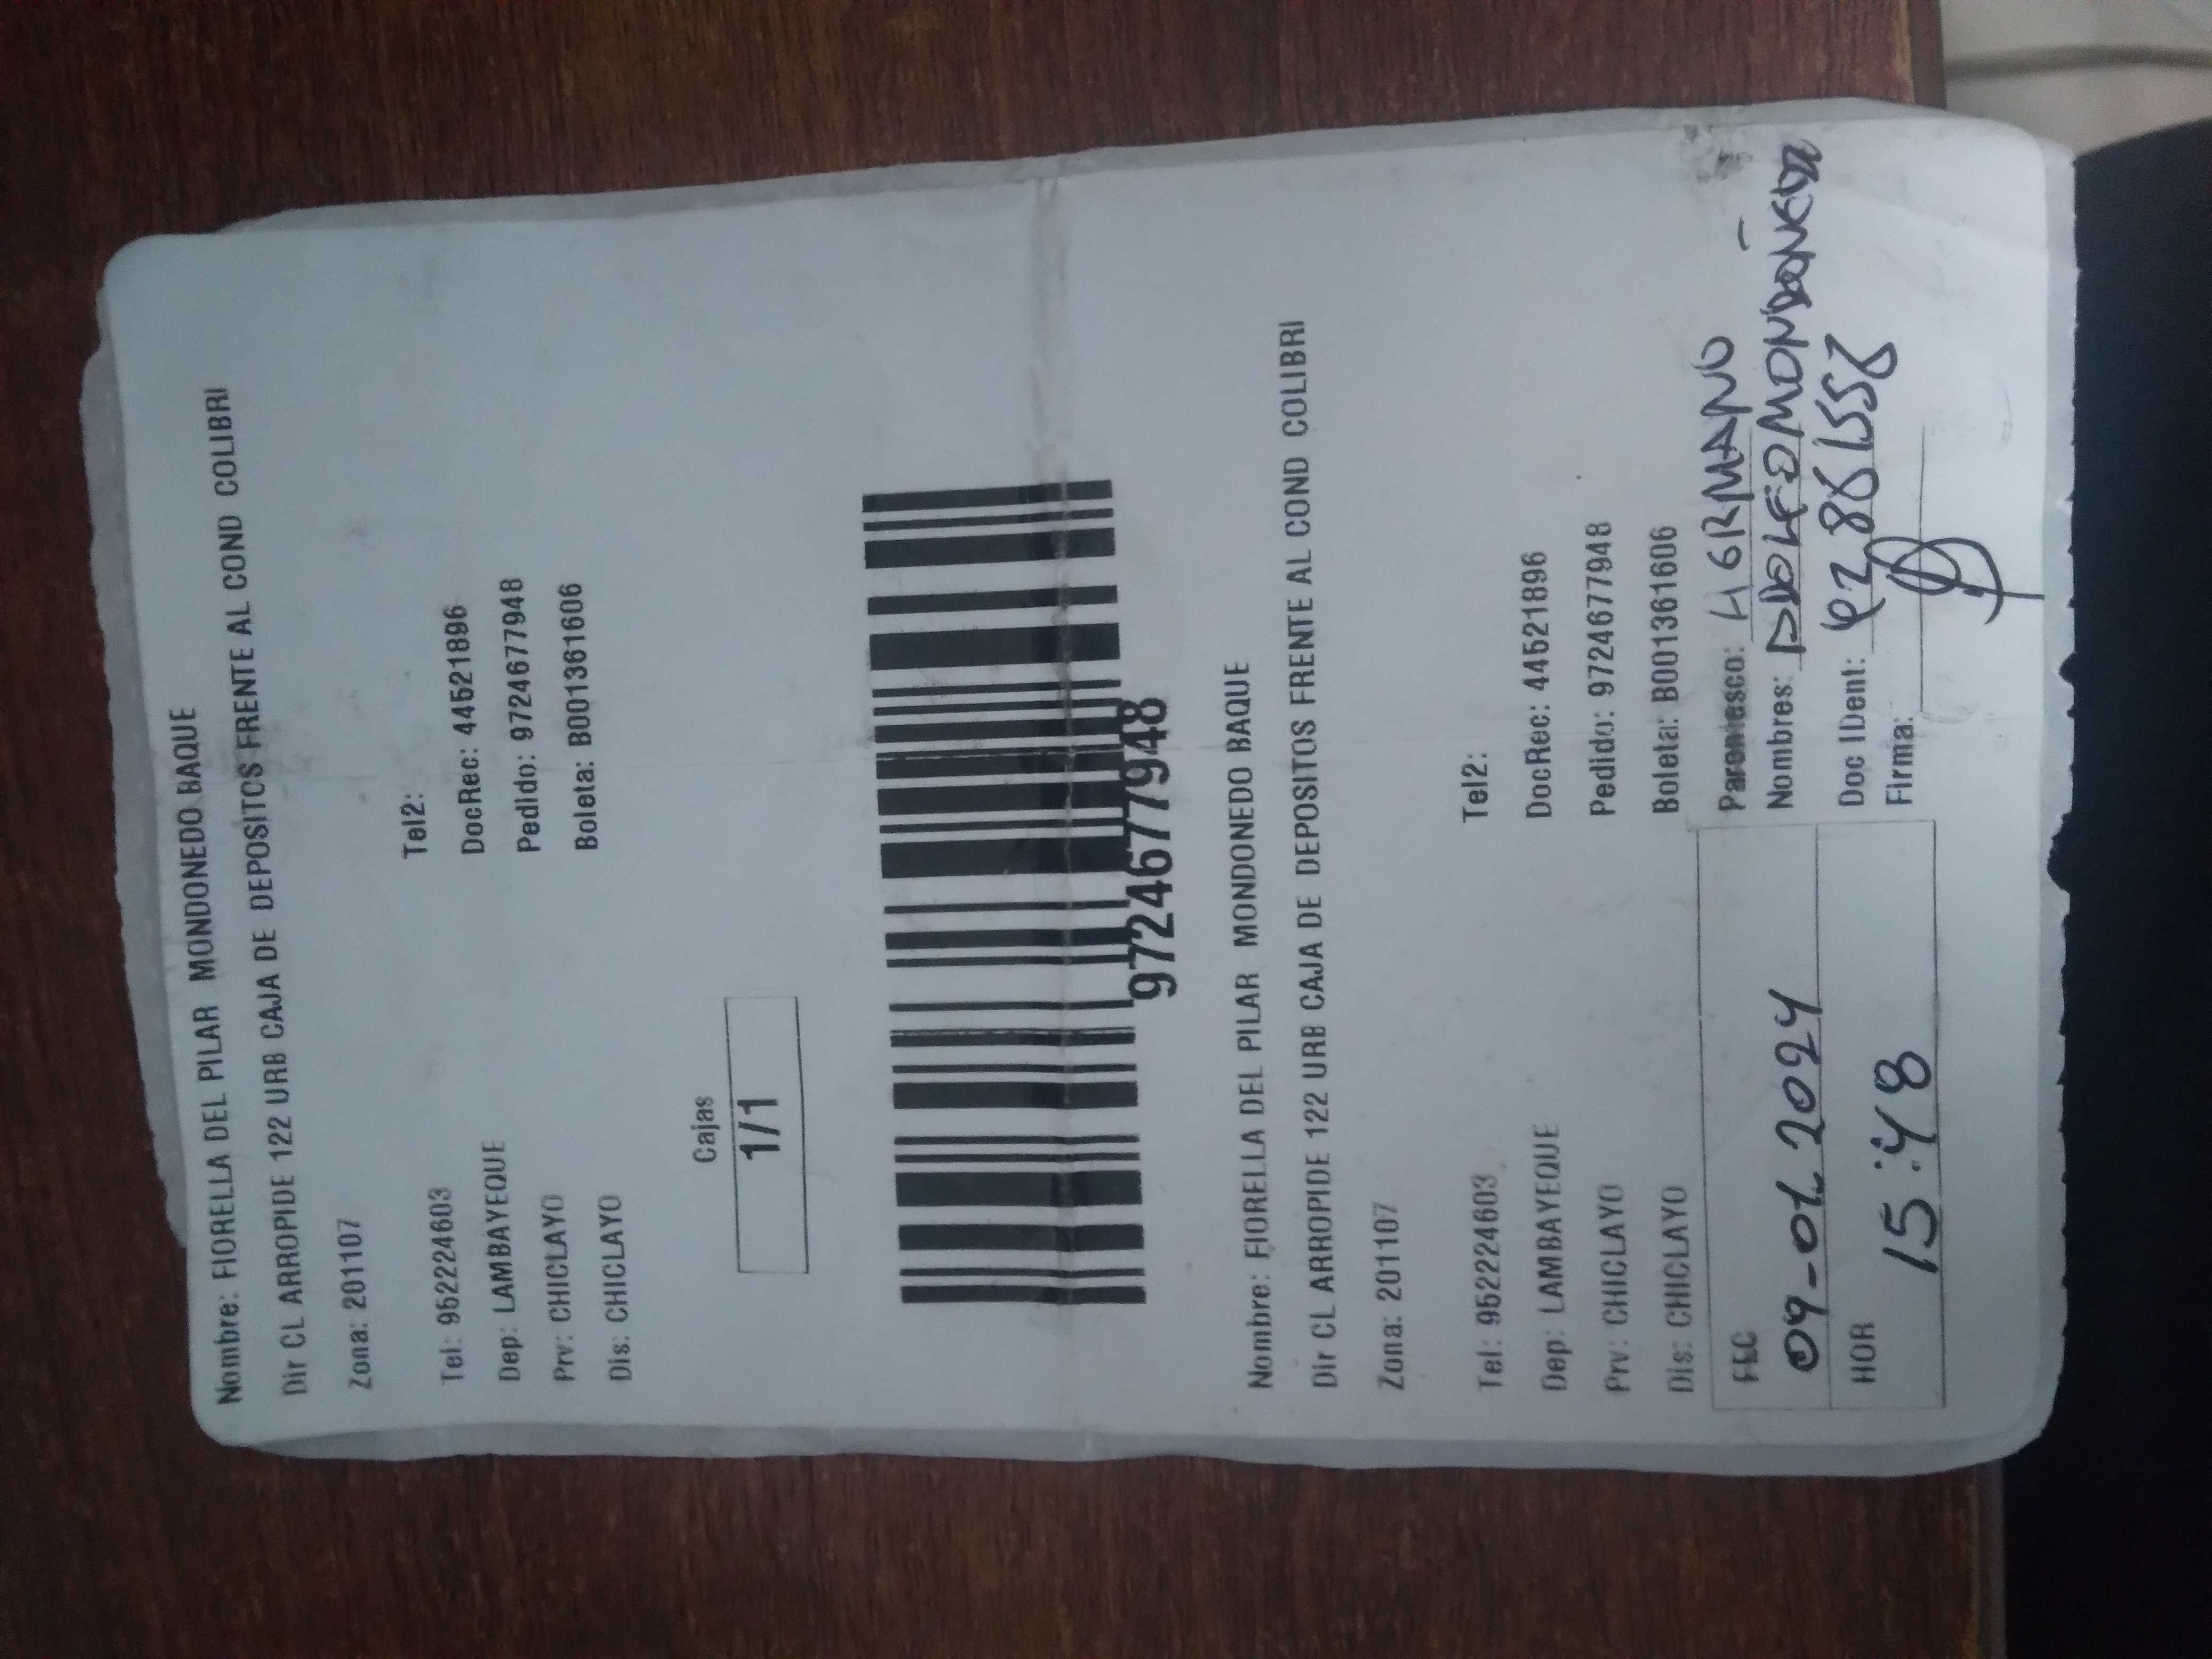 Nombre: FIORELLA DEL PILAR MONDONEDO BAQUE
Dir CL ARROPIDE 122 URB CAJA DE DEPOSITOS FRENTE AL COND COLIBRI
Zona: 201107
Tel: 952224603 Tel2:
Dep: LAMBAYEQUE DocRec: 44521896
Prv: CHICLAYO Pedido: 9724677948
Dis: CHICLAYO Boleta: B001361606
Cajas
1/1
9724677948
Nombre: FIORELLA DEL PILAR MONDONEDO BAQUE
Dir CL ARROPIDE 122 URB CAJA DE DEPOSITOS FRENTE AL COND COLIBRI
Zona: 201107
Tel: 952224603 Tel2:
Dep: LAMBAYEQUE DocRec: 44521896
Prv: CHICLAYO Pedido: 9724677948
Dis: CHICLAYO Boleta: B001361606
FEC Parentesco: HERMANO
09-01-2024 Nombres:
HOR Doc IDent:
15:48 Firma: